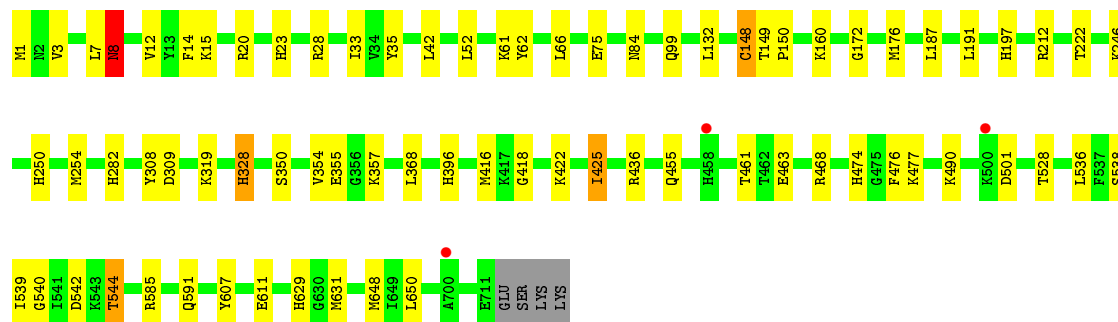 M1 N2 V3 L7 N8 V12 Y13 F14 K15 R20 H23 R28 I33 V34 Y35 L42 L52 K61 Y62 L66 E75 N84 Q99 L132 C148 T149 P150 K160 G172 M176 L187 L191 H197 R212 T222 K246
H250 M254 H282 Y308 D309 K319 H328 S350 V354 E355 G356 K357 L368 H396 M416 K417 G418 K422 I425 R436 Q455 H458 T461 T462 E463 R468 H474 G475 F476 K477 K490 K500 D501 T528 L536 F537 S538
I539 G540 I541 D542 K543 T544 R585 Q591 Y607 E611 H629 G630 M631 M648 I649 L650 A700 E711 GLU SER LYS LYS